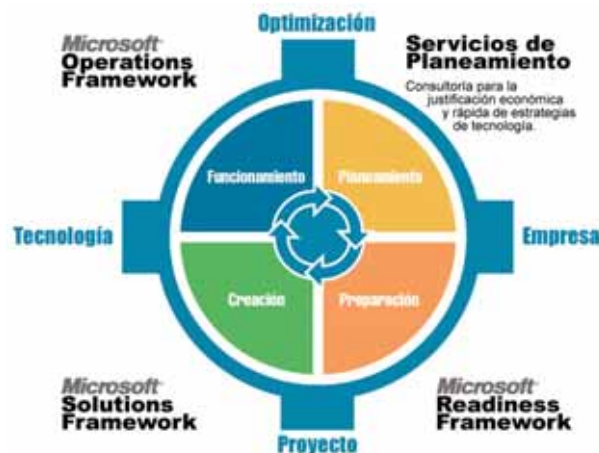 Optimización
Microsoft
Operations
Framework
Servicios de
Planeamiento
Consultoría para la
justificación económica
y rápida de estrategias
de tecnología.
Funcionamiento
Planeamiento
Tecnología
Empresa
Creación
Preparación
Microsoft
Solutions
Framework
Microsoft
Readiness
Framework
Proyecto